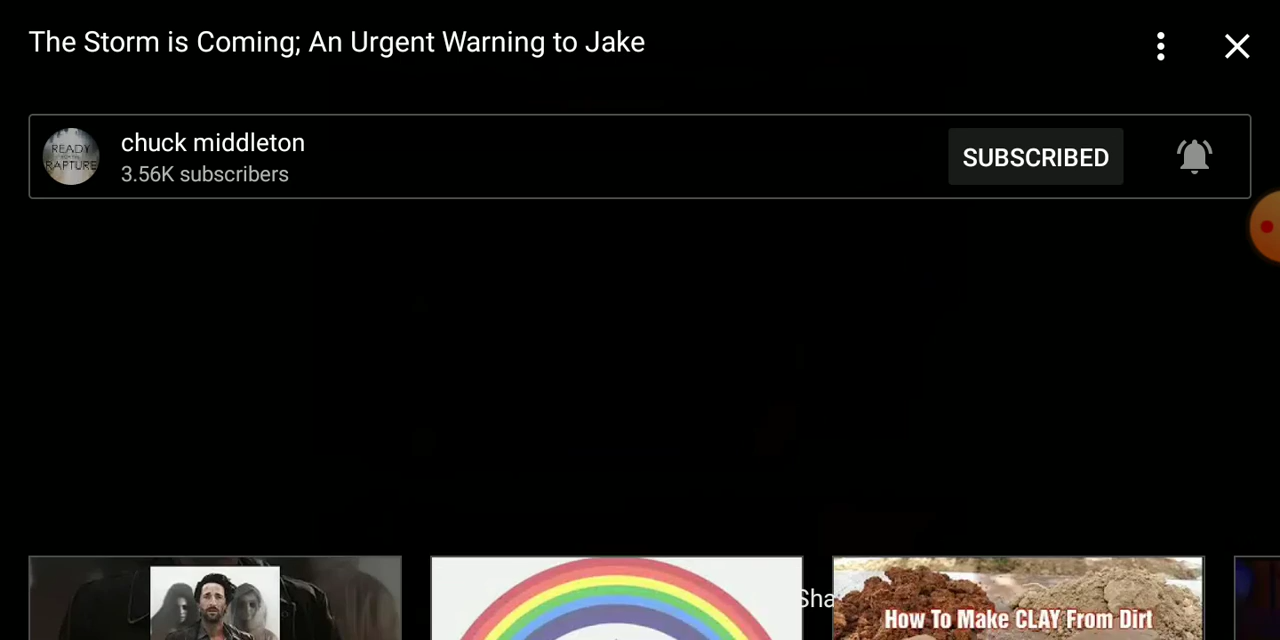 The Storm is Coming; An Urgent Warning to Jake
READY
RAPTURE
chuck middleton
3.56K subscribers
SUBSCRIBED
Sha
How To Make CLAY From Dirt